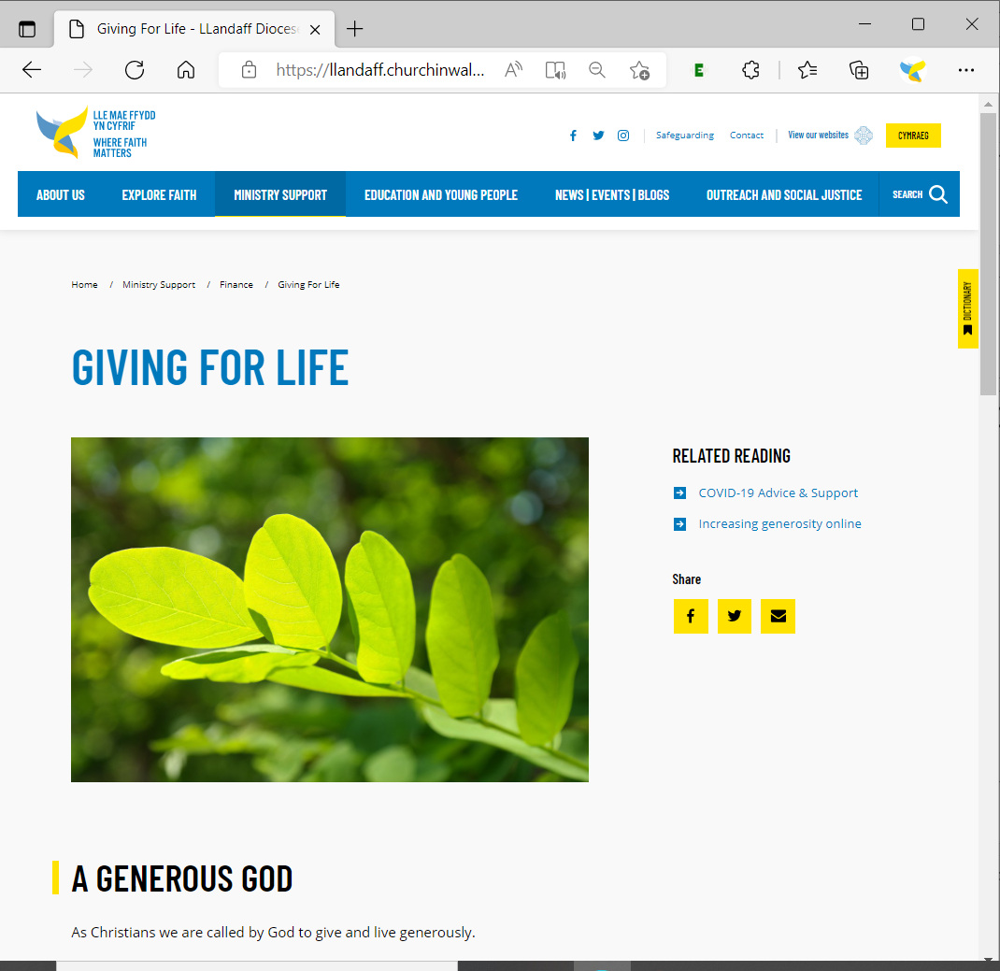 Giving For Life - LLandaff Dioces
https://llandaff.churchinwal...
E
LLE MAE FFYDD
YN CYFRIF
WHERE FAITH
MATTERS
Safeguarding
Contact
View our websites
CYMRAEG
ABOUT US
EXPLORE FAITH
MINISTRY SUPPORT
EDUCATION AND YOUNG PEOPLE
NEWS | EVENTS | BLOGS
OUTREACH AND SOCIAL JUSTICE
SEARCH
Home / Ministry Support / Finance / Giving For Life
DICTIONARY
GIVING FOR LIFE
RELATED READING
COVID-19 Advice & Support
Increasing generosity online
Share
A GENEROUS GOD
As Christians we are called by God to give and live generously.